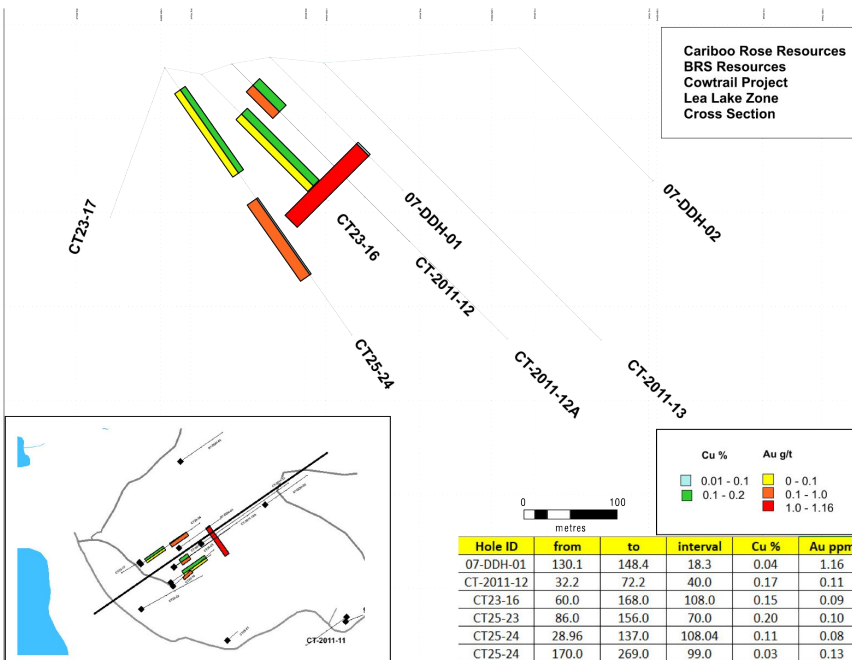 Cariboo Rose Resources
BRS Resources
Cowtrail Project
Lea Lake Zone
Cross Section
CT23-17
07-DDH-01
07-DDH-02
CT23-16
CT-2011-12
CT25-24
CT-2011-12A
CT-2011-13
Cu % Au g/t
0.01 - 0.1 0 - 0.1
0.1 - 0.2 0.1 - 1.0
1.0 - 1.16
0 100
metres
CT-2011-11
Hole ID from to interval Cu % Au ppm
07-DDH-01 130.1 148.4 18.3 0.04 1.16
CT-2011-12 32.2 72.2 40.0 0.17 0.11
CT23-16 60.0 168.0 108.0 0.15 0.09
CT25-23 86.0 156.0 70.0 0.20 0.10
CT25-24 28.96 137.0 108.04 0.11 0.08
CT25-24 170.0 269.0 99.0 0.03 0.13